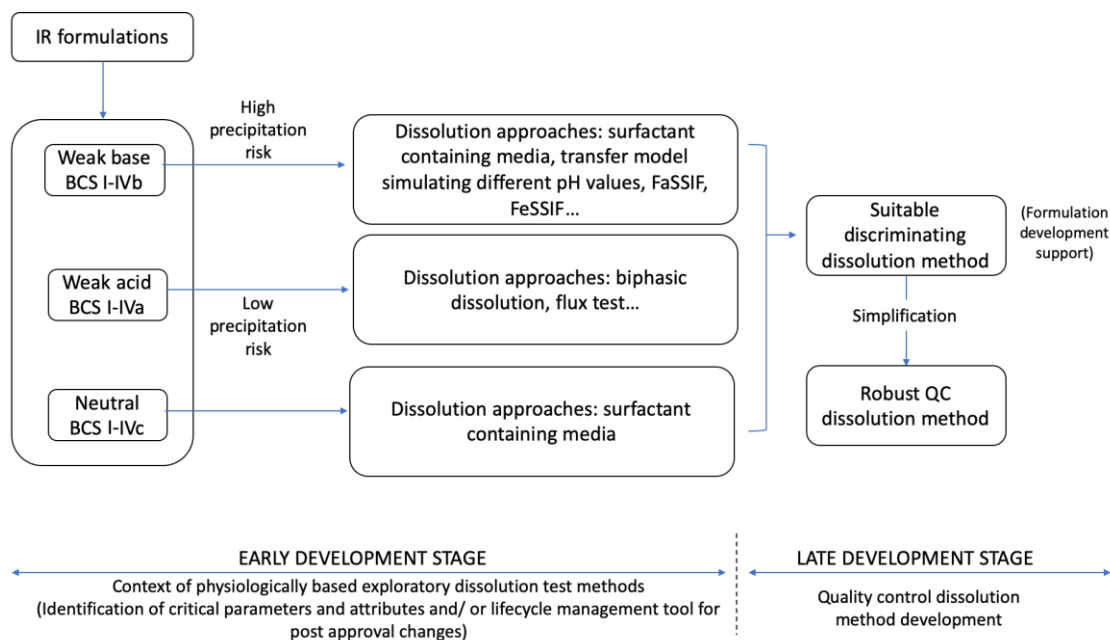 IR formulations
High
precipitation
risk
Weak base
BCS I-IVb
Dissolution approaches: surfactant
containing media, transfer model
simulating different pH values, FaSSIF,
FeSSIF…
Suitable
discriminating
dissolution method
(Formulation
development
support)
Weak acid
BCS I-IVa
Low
precipitation
risk
Dissolution approaches: biphasic
dissolution, flux test…
Simplification
Neutral
BCS I-IVc
Dissolution approaches: surfactant
containing media
Robust QC
dissolution method
EARLY DEVELOPMENT STAGE
Context of physiologically based exploratory dissolution test methods
(Identification of critical parameters and attributes and/ or lifecycle management tool for
post approval changes)
LATE DEVELOPMENT STAGE
Quality control dissolution
method development